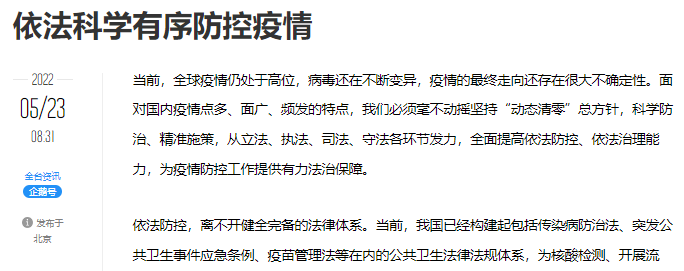 依法科学有序防控疫情
2022
05/23
08:31
全台资讯
企鹅号
发布于
北京
当前，全球疫情仍处于高位，病毒还在不断变异，疫情的最终走向还存在很大不确定性。面
对国内疫情点多、面广、频发的特点，我们必须毫不动摇坚持“动态清零”总方针，科学防
治、精准施策，从立法、执法、司法、守法各环节发力，全面提高依法防控、依法治理能
力，为疫情防控工作提供有力法治保障。
依法防控，离不开健全完备的法律体系。当前，我国已经构建起包括传染病防治法、突发公
共卫生事件应急条例、疫苗管理法等在内的公共卫生法律法规体系，为核酸检测、开展流